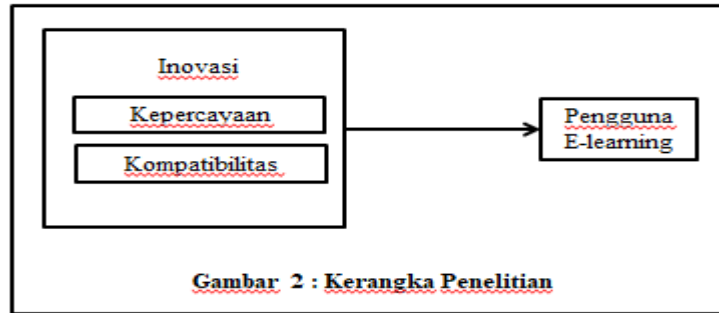 Inovasi
Kepercayaan
Kompatibilitas
Pengguna
E-learning
Gambar 2 : Kerangka Penelitian